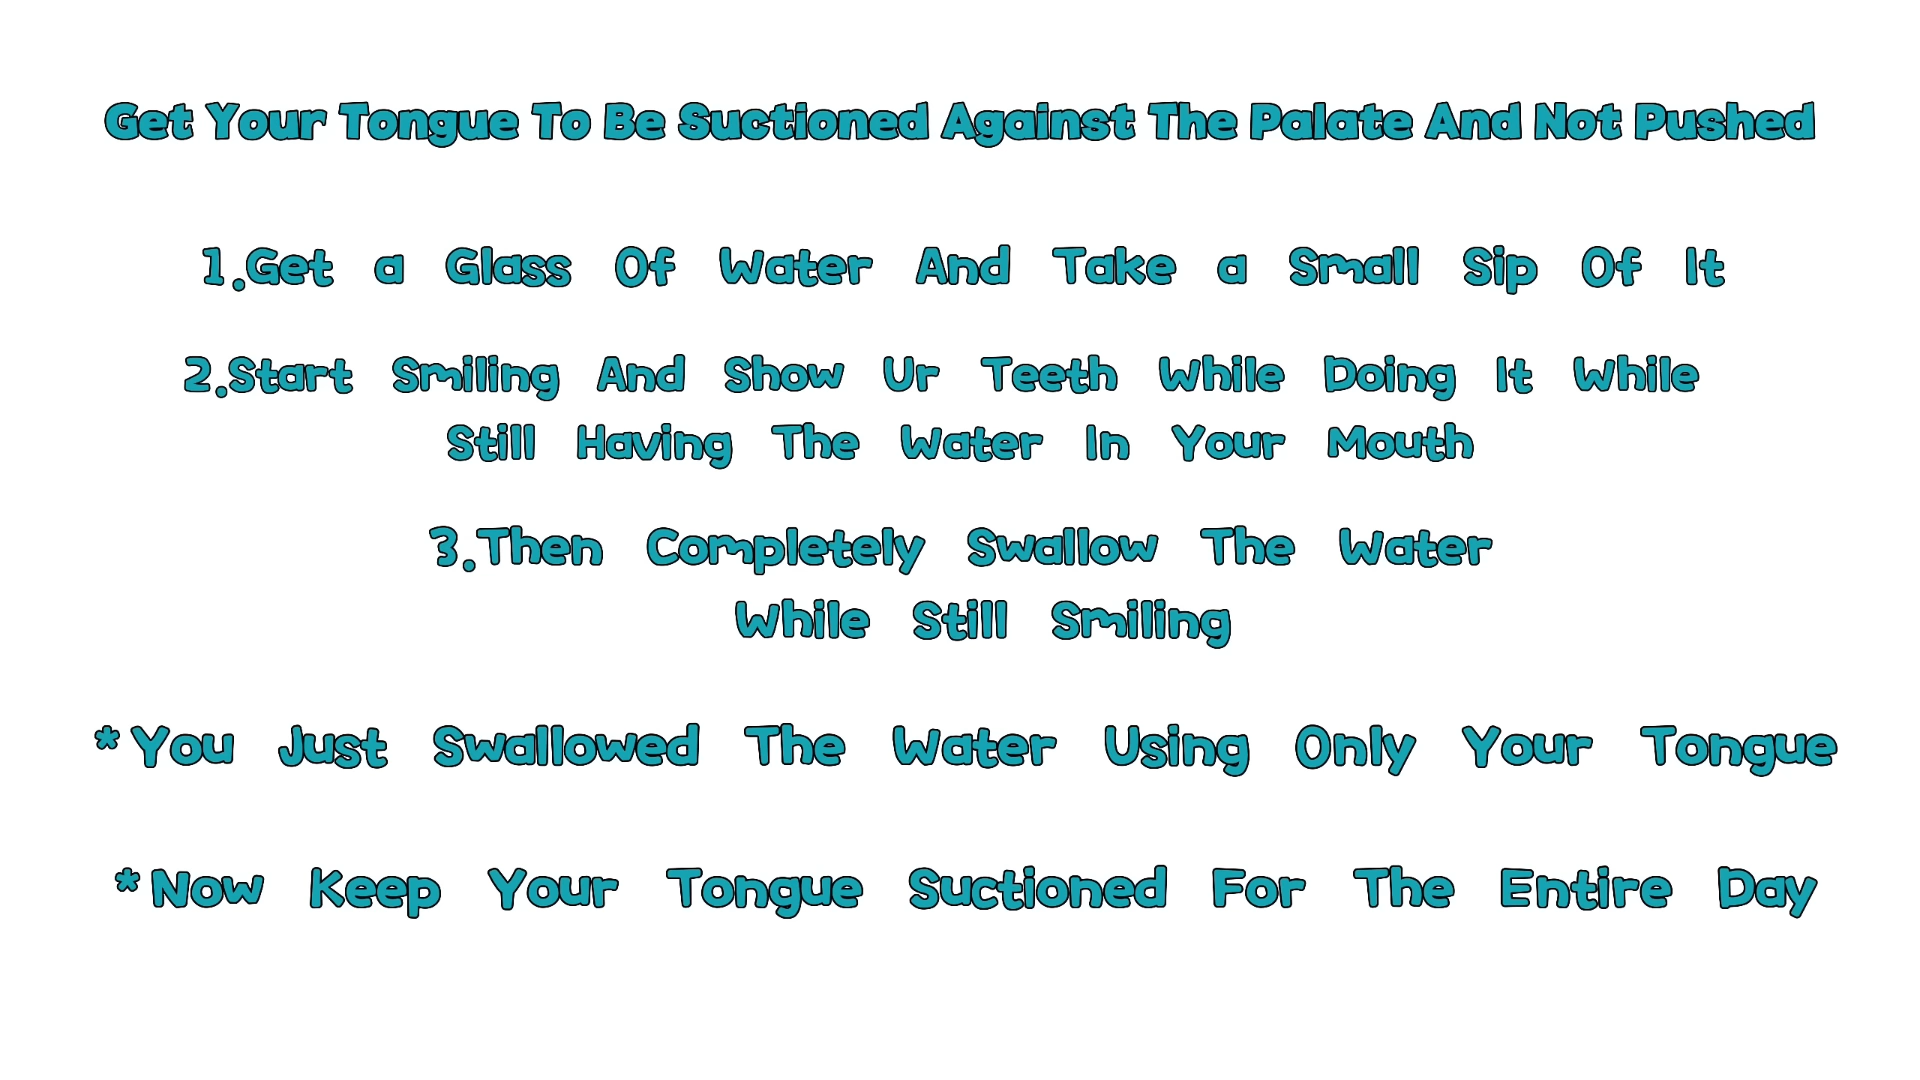 Get Your Tongue To Be Suctioned Against The Palate And Not Pushed
1.Get a Glass Of Water And Take a Small Sip Of It
2.Start Smiling And Show Ur Teeth While Doing It While
Still Having The Water In Your Mouth
3.Then Completely Swallow The Water
While Still Smiling
*You Just Swallowed The Water Using Only Your Tongue
*Now Keep Your Tongue Suctioned For The Entire Day